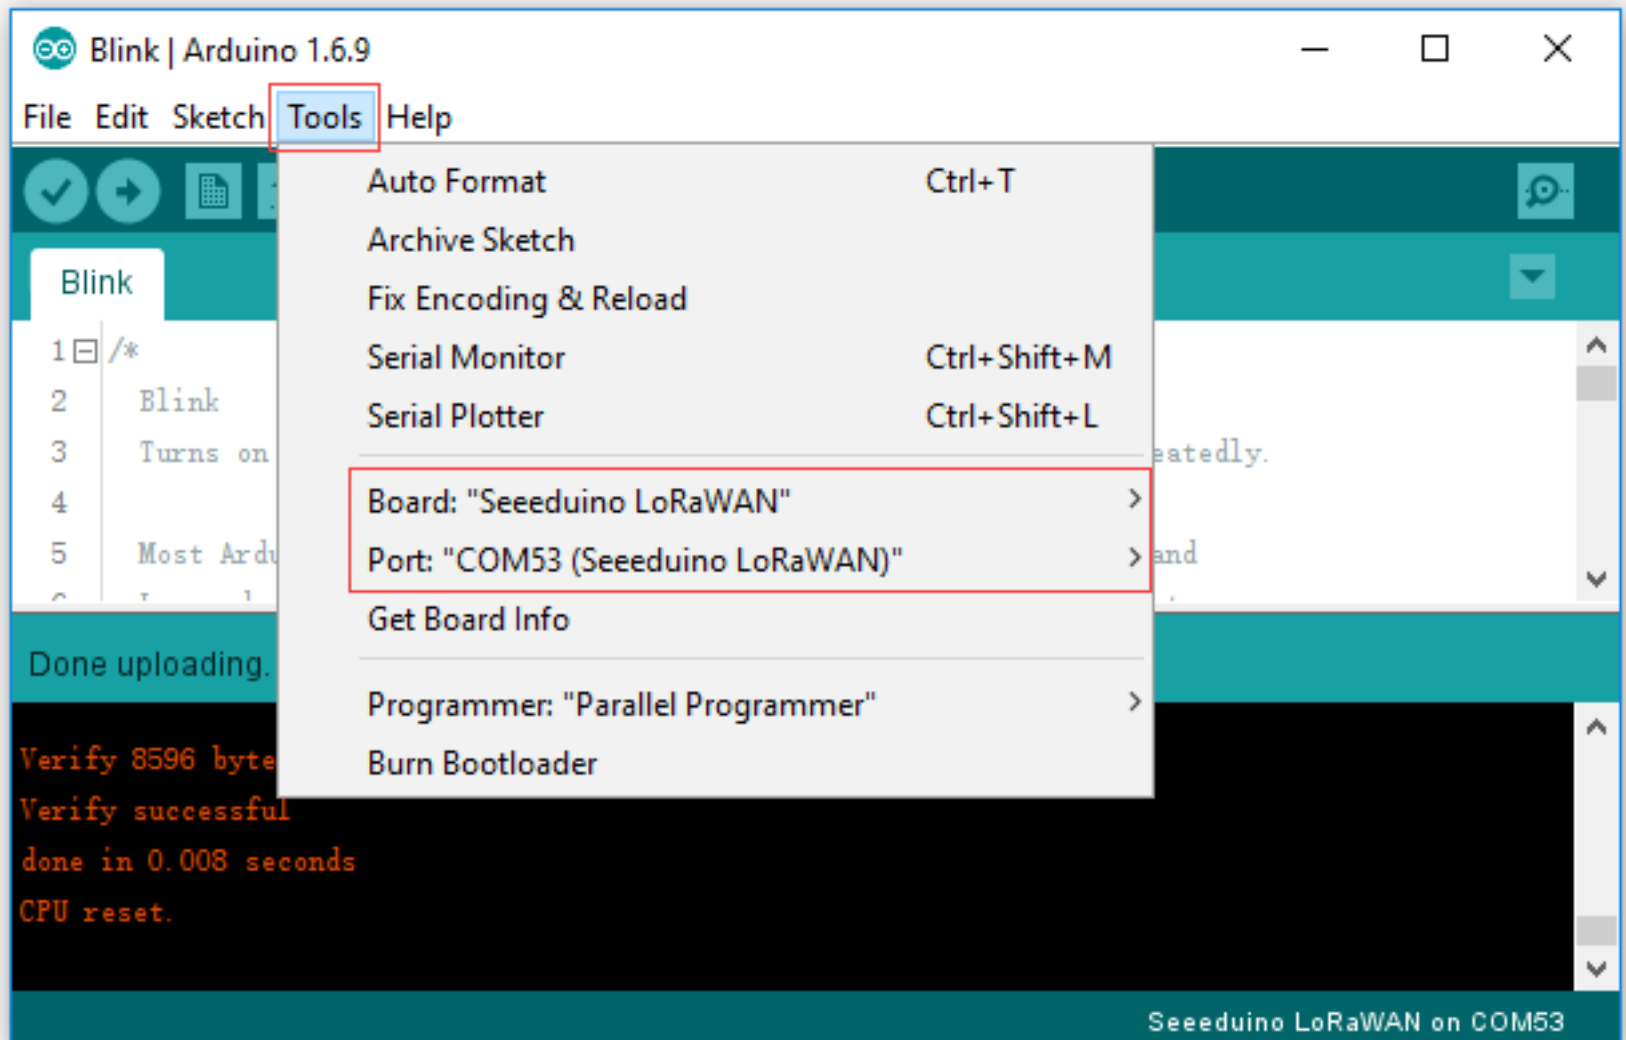 Blink | Arduino 1.6.9
File Edit Sketch Tools Help
Auto Format Ctrl+T
Archive Sketch
Fix Encoding & Reload
Serial Monitor Ctrl+Shift+M
Serial Plotter Ctrl+Shift+L
Board: "Seeeduino LoRaWAN"
Port: "COM53 (Seeeduino LoRaWAN)"
Get Board Info
Programmer: "Parallel Programmer"
Burn Bootloader
Blink
1 /*
2 Blink
3 Turns on eatedly.
4
5 Most Ardu and
Done uploading.
Verify 8596 byte
Verify successful
done in 0.008 seconds
CPU reset.
Seeeduino LoRaWAN on COM53